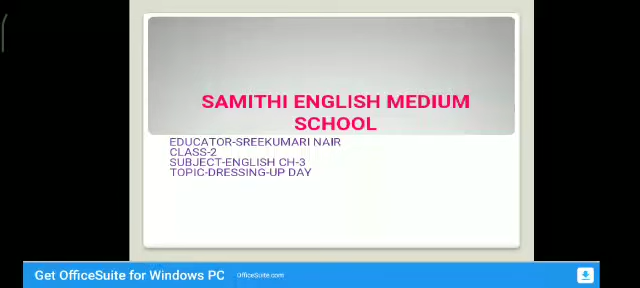 SAMITHI ENGLISH MEDIUM
SCHOOL
EDUCATOR-SREEKUMARI NAIR
CLASS-2
SUBJECT-ENGLISH CH-3
TOPIC-DRESSING-UP DAY
Get OfficeSuite for Windows PC OfficeSuite.com